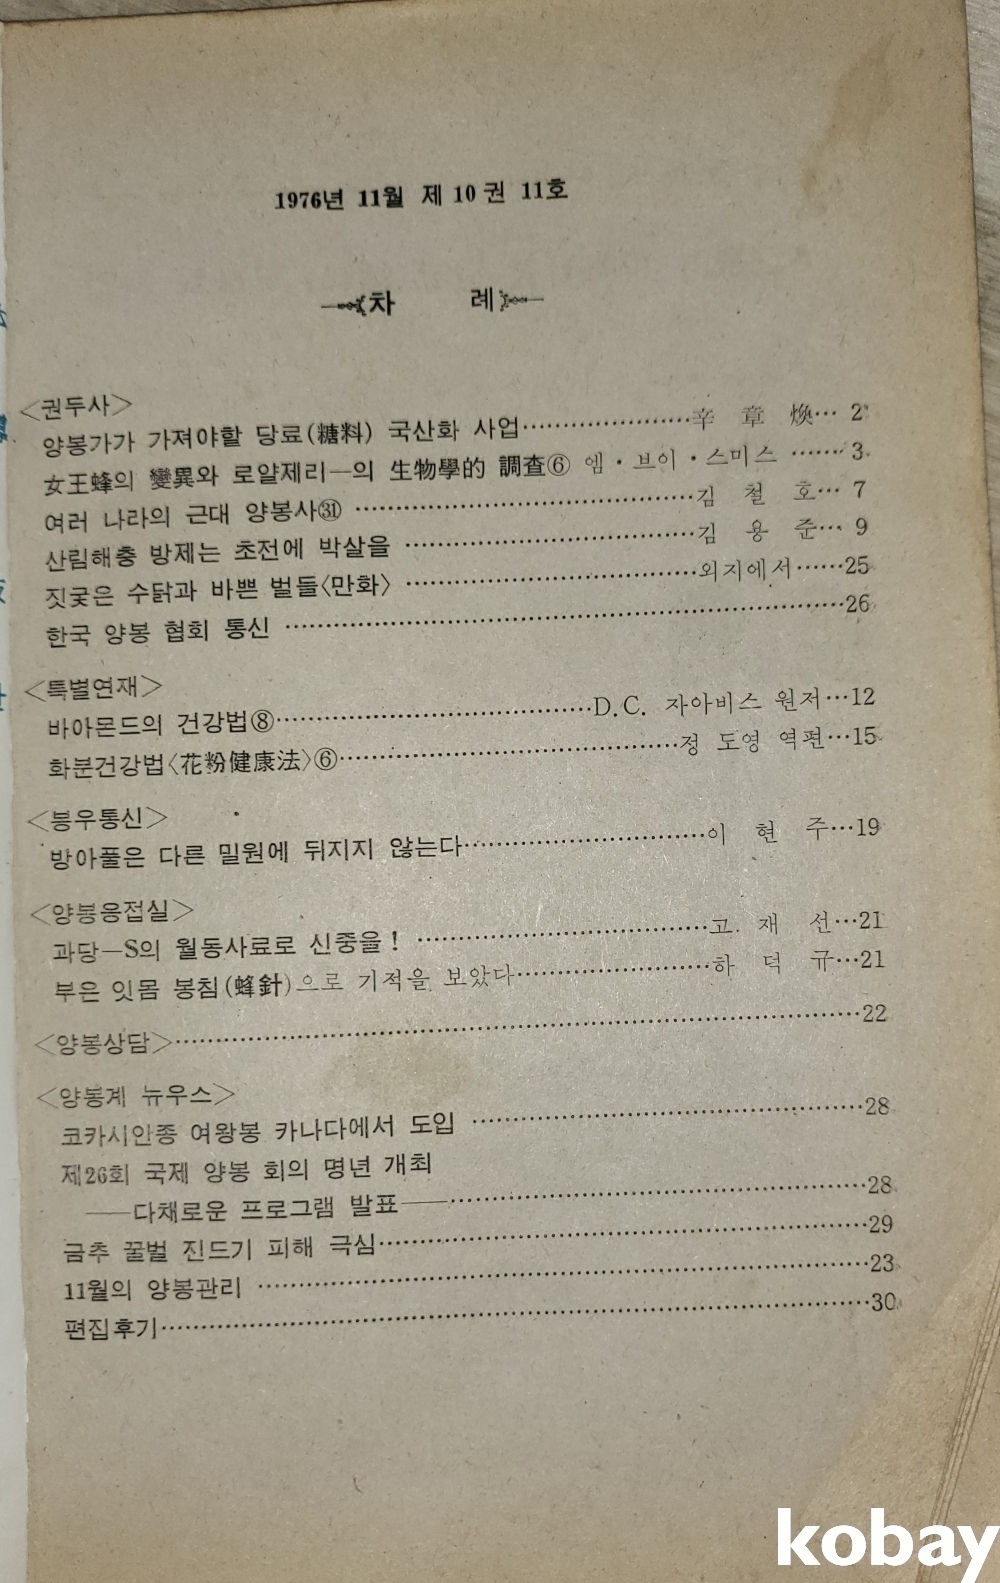 1976년 11월 제 10 권 11호
차 례
<권두사>
양봉가가 가져야할 당료(糖料) 국산화 사업……………………辛 章 煥… 2
女王蜂의 變異와 로얄제리―의 生物學的 調査⑥ 엠·브이·스미스 ……3
여러 나라의 근대 양봉사㉛ ……………………김 철 호… 7
산림해충 방제는 초전에 박살을 ……………………김 용 준… 9
짓궂은 수닭과 바쁜 벌들〈만화〉 ……………………외지에서……25
한국 양봉 협회 통신 ……………………26
<특별연재>
바아몬드의 건강법⑧……………………D.C. 자아비스 원저…12
화분건강법〈花粉健康法〉⑥……………………정 도영 역편…15
<봉우통신>
방아풀은 다른 밀원에 뒤지지 않는다……………………이 현 주…19
<양봉응접실>
과당―S의 월동사료로 신중을! ……………………고 재 선…21
부은 잇몸 봉침(蜂針)으로 기적을 보았다……………………하 덕 규…21
<양봉상담>……………………22
<양봉계 뉴우스>
코카시안종 여왕봉 카나다에서 도입 ……………………28
제26회 국제 양봉 회의 명년 개최
――다채로운 프로그램 발표――……………………28
금추 꿀벌 진드기 피해 극심……………………29
11월의 양봉관리 ……………………23
편집후기……………………30
kobay